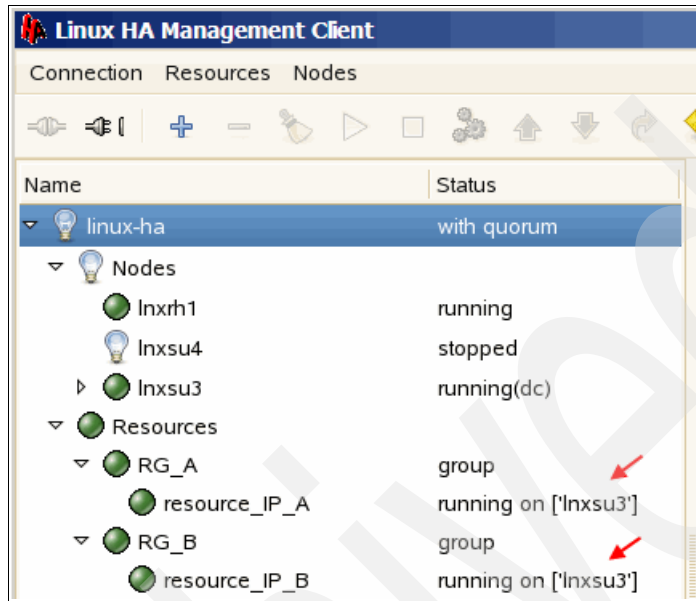 Linux HA Management Client
Connection Resources Nodes
Name Status
linux-ha with quorum
Nodes
lnxrh1 running
lnxsu4 stopped
lnxsu3 running(dc)
Resources
RG_A group
resource_IP_A running on ['lnxsu3']
RG_B group
resource_IP_B running on ['lnxsu3']